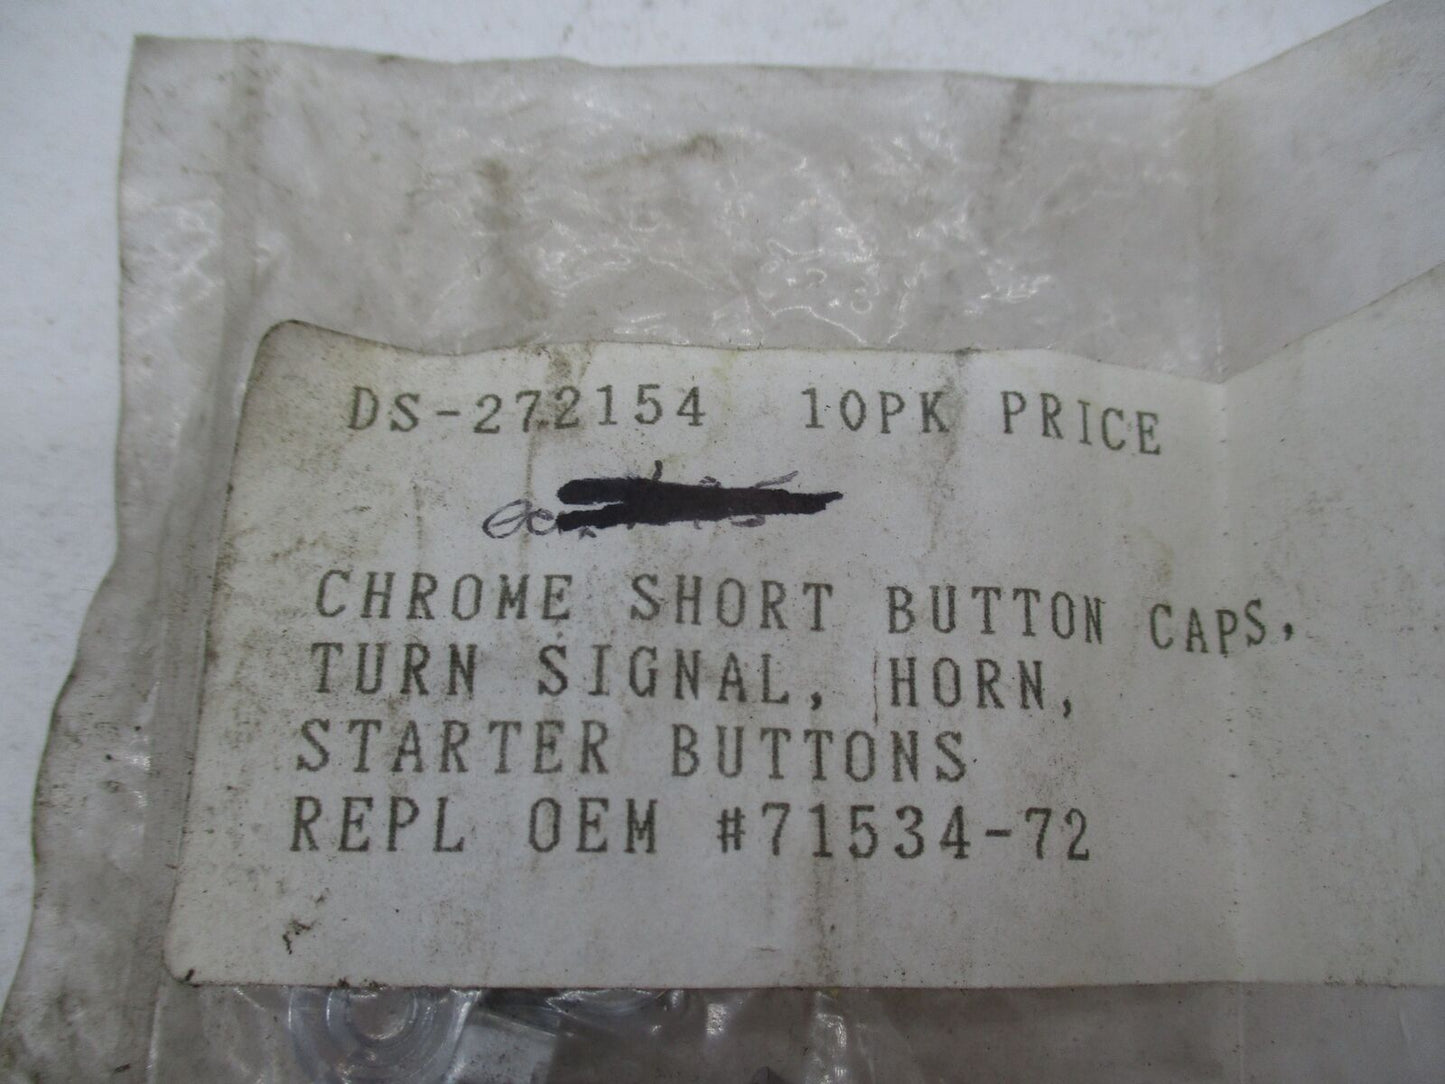 DS-272154 10PK PRICE
CHROME SHORT BUTTON CAPS,
TURN SIGNAL, HORN,
STARTER BUTTONS
REPL OEM #71534-72